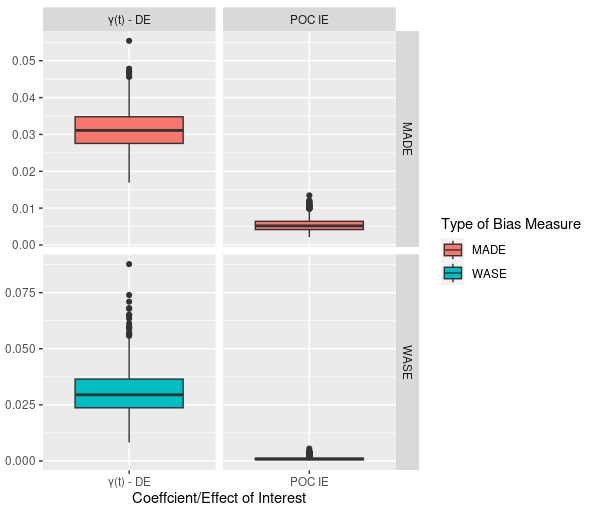 γ(t) - DE
POC IE
0.05
0.04
0.03
0.02
0.01
0.00
MADE
0.075
0.050
0.025
0.000
WASE
γ(t) - DE
POC IE
Coeffcient/Effect of Interest
Type of Bias Measure
MADE
WASE